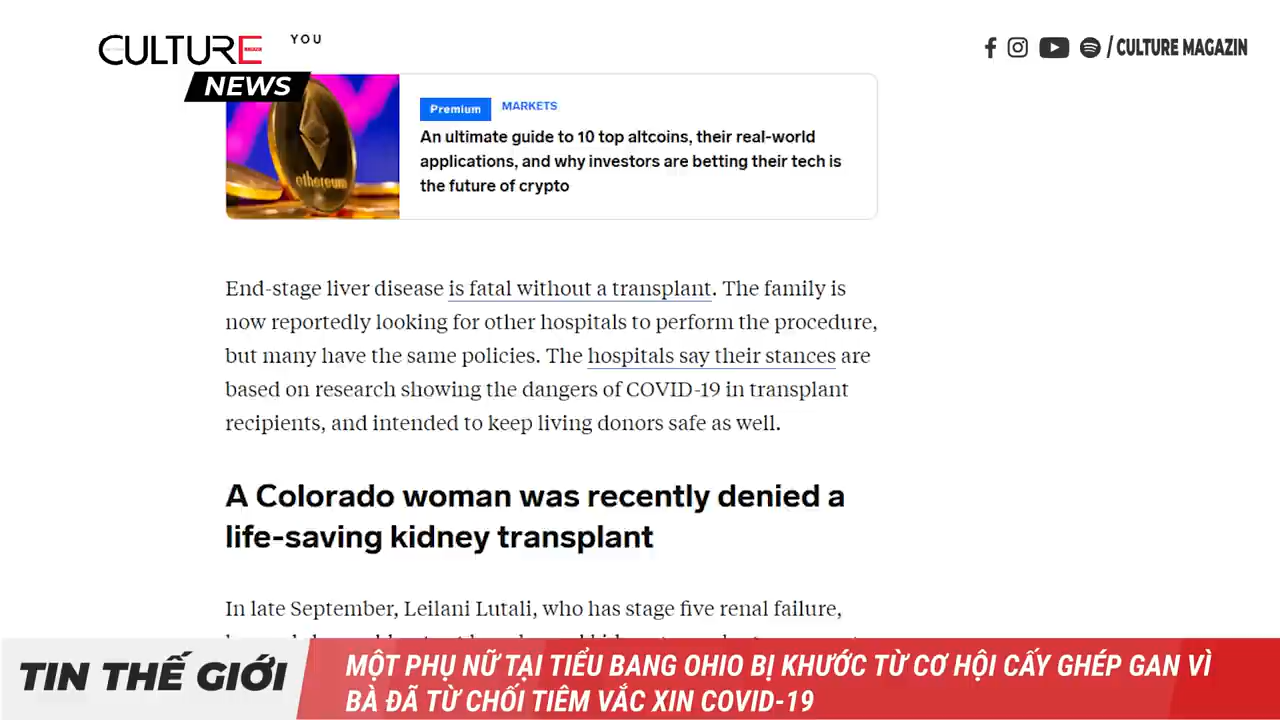 CULTURE
YOU
NEWS
/ CULTURE MAGAZIN
ethereum
Premium MARKETS
An ultimate guide to 10 top altcoins, their real-world
applications, and why investors are betting their tech is
the future of crypto
End-stage liver disease is fatal without a transplant. The family is
now reportedly looking for other hospitals to perform the procedure,
but many have the same policies. The hospitals say their stances are
based on research showing the dangers of COVID-19 in transplant
recipients, and intended to keep living donors safe as well.
A Colorado woman was recently denied a
life-saving kidney transplant
In late September, Leilani Lutali, who has stage five renal failure,
TIN THẾ GIỚI
MỘT PHỤ NỮ TẠI TIỂU BANG OHIO BỊ KHƯỚC TỪ CƠ HỘI CẤY GHÉP GAN VÌ
BÀ ĐÃ TỪ CHỐI TIÊM VẮC XIN COVID-19